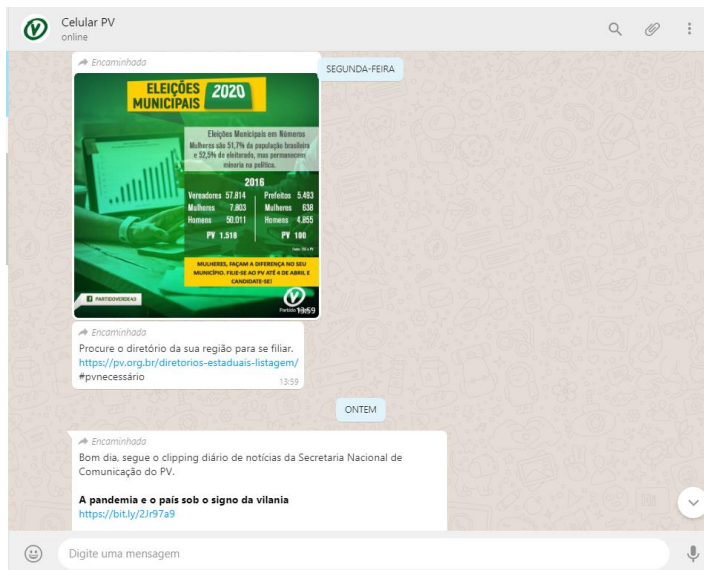 Celular PV
online
Encaminhada
SEGUNDA-FEIRA
ELEIÇÕES
MUNICIPAIS 2020
Eleições Municipais em Números
Mulheres são 51,7% da população brasileira
e 52,5% do eleitorado, mas permanecem
minoria na política.
2016
Vereadores 57.814 Prefeitos 5.493
Mulheres 7.803 Mulheres 638
Homens 50.011 Homens 4.855
PV 1.518 PV 100
MULHERES, FAÇAM A DIFERENÇA NO SEU
MUNICÍPIO. FILIE-SE AO PV ATÉ 4 DE ABRIL E
CANDIDATE-SE!
PARTIDOVERDE43
Partido
13:59
Encaminhada
Procure o diretório da sua região para se filiar.
https://pv.org.br/diretorios-estaduais-listagem/
#pvnecessário
13:59
ONTEM
Encaminhada
Bom dia, segue o clipping diário de notícias da Secretaria Nacional de
Comunicação do PV.
A pandemia e o país sob o signo da vilania
https://bit.ly/2Jr97a9
Digite uma mensagem